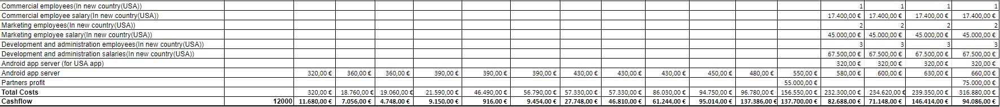 Commercial employees(In new country(USA)) 1 1 1 1
Commercial employee salary(In new country(USA)) 17.400,00 € 17.400,00 € 17.400,00 € 17.400,00 €
Marketing employees(In new country(USA)) 2 2 2 2
Marketing employee salary(In new country(USA)) 45.000,00 € 45.000,00 € 45.000,00 € 45.000,00 €
Development and administration employees(In new country(USA)) 3 3 3 3
Development and administration salaries(In new country(USA)) 67.500,00 € 67.500,00 € 67.500,00 € 67.500,00 €
Android app server (for USA app) 320,00 € 320,00 € 320,00 € 320,00 €
Android app server 320,00 € 360,00 € 360,00 € 390,00 € 390,00 € 390,00 € 430,00 € 430,00 € 430,00 € 450,00 € 480,00 € 550,00 € 580,00 € 600,00 € 630,00 € 660,00 €
Partners profit 55.000,00 € 75.000,00 €
Total Costs 320,00 € 18.760,00 € 19.060,00 € 21.590,00 € 46.490,00 € 56.790,00 € 57.330,00 € 57.330,00 € 86.030,00 € 94.750,00 € 96.780,00 € 156.550,00 € 232.300,00 € 234.620,00 € 239.350,00 € 316.880,00 €
Cashflow 12000 11.680,00 € 7.056,00 € 4.748,00 € 9.150,00 € 916,00 € 9.454,00 € 27.748,00 € 46.810,00 € 61.244,00 € 95.014,00 € 137.386,00 € 137.700,00 € 82.688,00 € 71.148,00 € 146.414,00 € 94.086,00 €